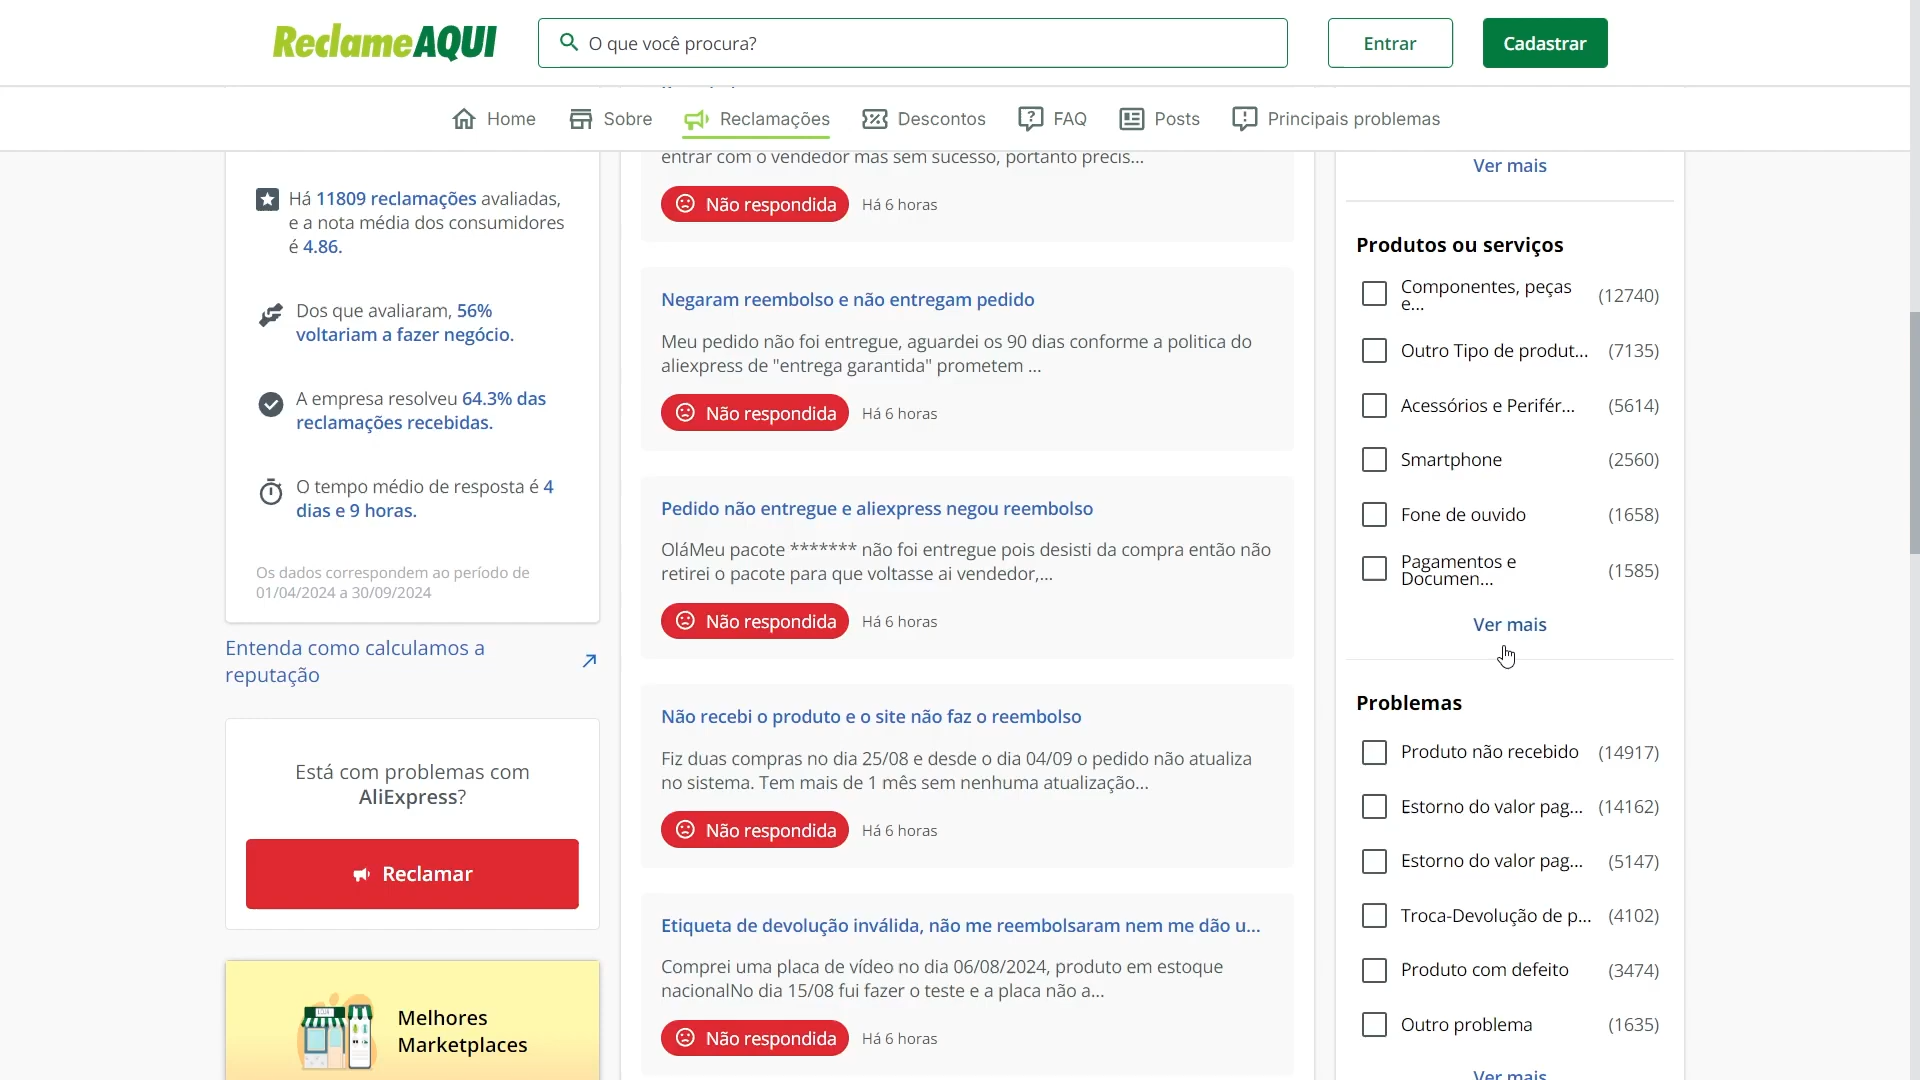 ReclameAQUI
O que você procura?
Entrar
Cadastrar
Home
Sobre
Reclamações
Descontos
FAQ
Posts
Principais problemas
Há 11809 reclamações avaliadas,
e a nota média dos consumidores
é 4.86.
Dos que avaliaram, 56%
voltariam a fazer negócio.
A empresa resolveu 64.3% das
reclamações recebidas.
O tempo médio de resposta é 4
dias e 9 horas.
Os dados correspondem ao período de
01/04/2024 a 30/09/2024
Entenda como calculamos a
reputação
Está com problemas com
AliExpress?
Reclamar
Melhores
Marketplaces
entrar com o vendedor mas sem sucesso, portanto precis...
Não respondida
Há 6 horas
Negaram reembolso e não entregam pedido
Meu pedido não foi entregue, aguardei os 90 dias conforme a politica do
aliexpress de "entrega garantida" prometem ...
Não respondida
Há 6 horas
Pedido não entregue e aliexpress negou reembolso
OláMeu pacote ******* não foi entregue pois desisti da compra então não
retirei o pacote para que voltasse ai vendedor,...
Não respondida
Há 6 horas
Não recebi o produto e o site não faz o reembolso
Fiz duas compras no dia 25/08 e desde o dia 04/09 o pedido não atualiza
no sistema. Tem mais de 1 mês sem nenhuma atualização...
Não respondida
Há 6 horas
Etiqueta de devolução inválida, não me reembolsaram nem me dão u...
Comprei uma placa de vídeo no dia 06/08/2024, produto em estoque
nacionalNo dia 15/08 fui fazer o teste e a placa não a...
Não respondida
Há 6 horas
Ver mais
Produtos ou serviços
Componentes, peças
e...
(12740)
Outro Tipo de produt... (7135)
Acessórios e Perifér... (5614)
Smartphone (2560)
Fone de ouvido (1658)
Pagamentos e
Documen...
(1585)
Ver mais
Problemas
Produto não recebido (14917)
Estorno do valor pag... (14162)
Estorno do valor pag... (5147)
Troca-Devolução de p... (4102)
Produto com defeito (3474)
Outro problema (1635)
Ver mais